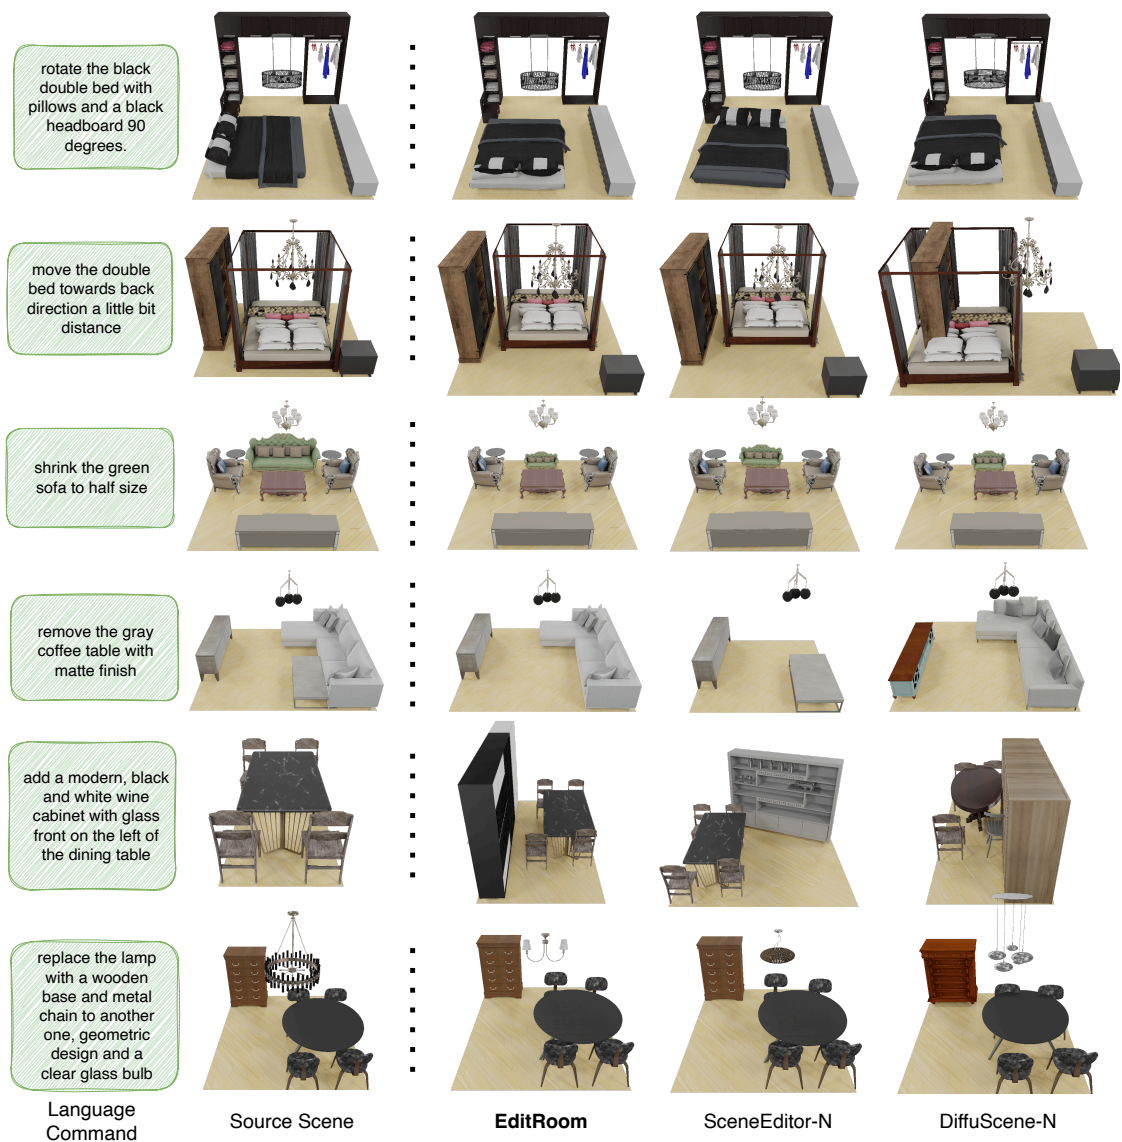 rotate the black
double bed with
pillows and a black
headboard 90
degrees.
move the double
bed towards back
direction a little bit
distance
shrink the green
sofa to half size
remove the gray
coffee table with
matte finish
add a modern, black
and white wine
cabinet with glass
front on the left of
the dining table
replace the lamp
with a wooden
base and metal
chain to another
one, geometric
design and a
clear glass bulb
Language
Command
Source Scene
EditRoom
SceneEditor-N
DiffuScene-N